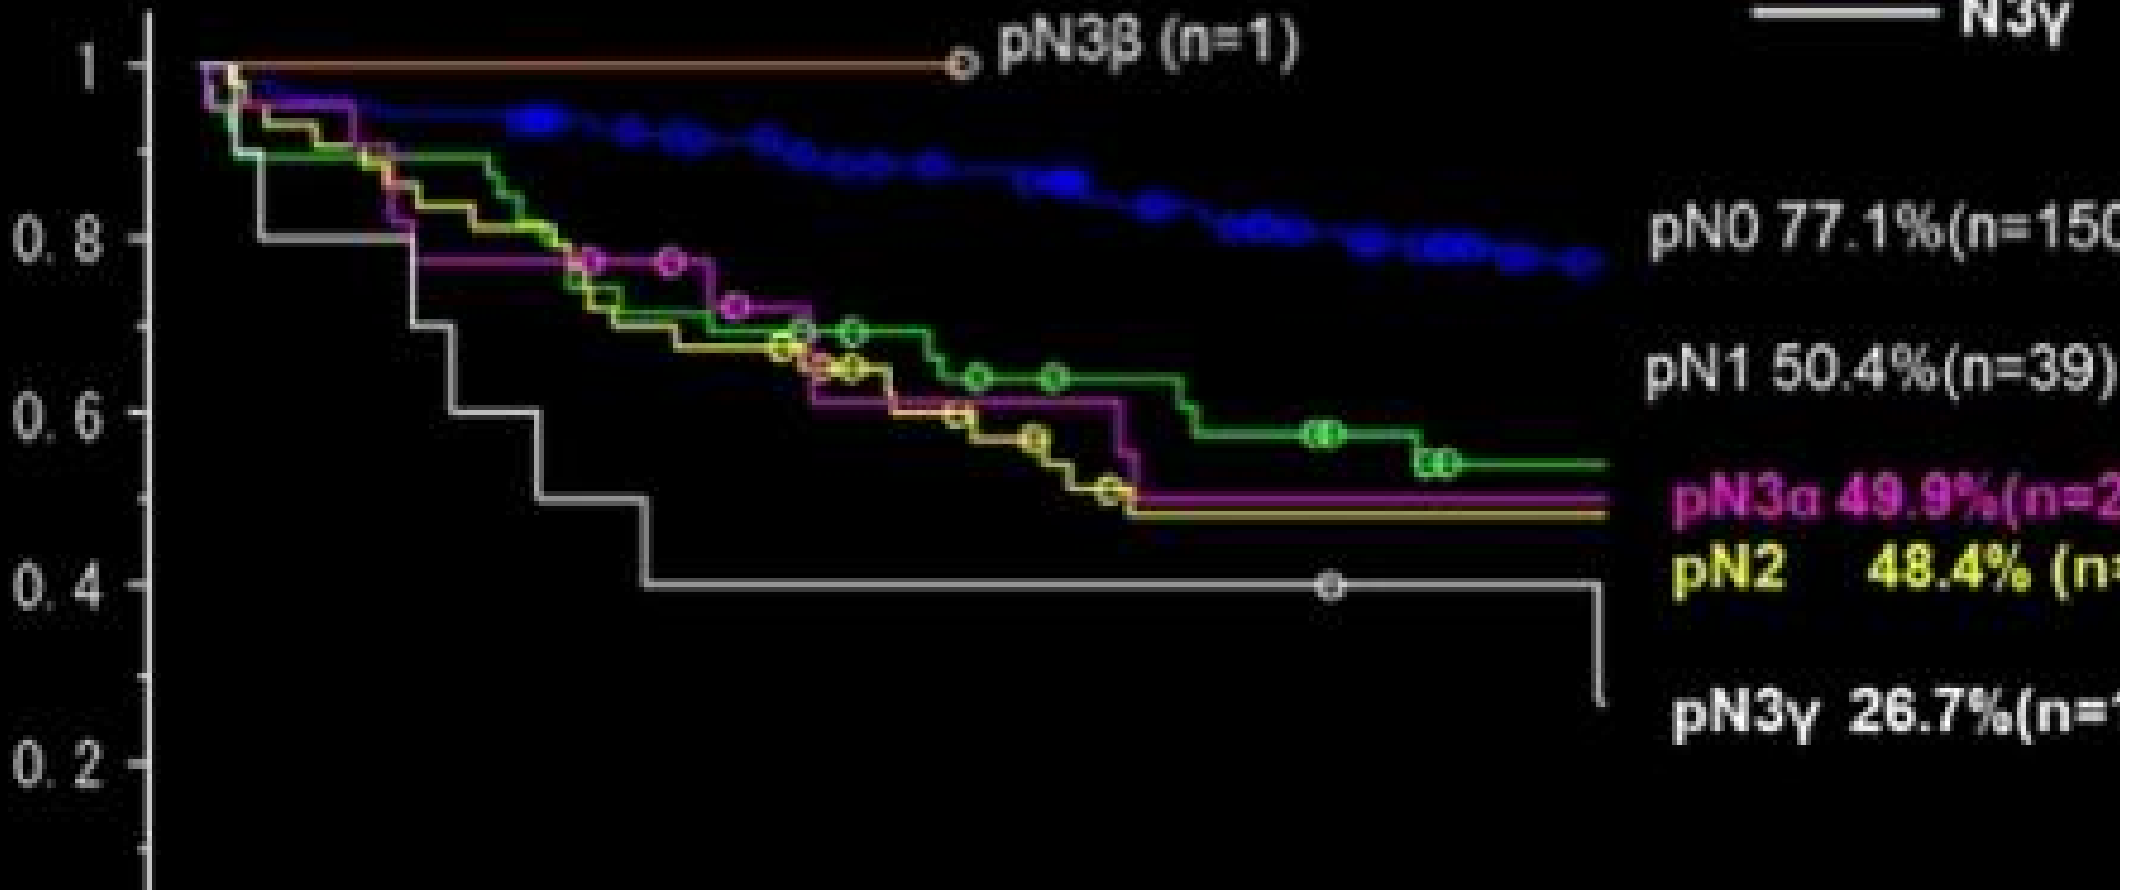 N3γ
pN3β (n=1)
1
0.8
pN0 77.1%(n=150
pN1 50.4%(n=39)
0.6
pN3α 49.9%(n=2
pN2 48.4% (n=
0.4
pN3γ 26.7%(n=1
0.2